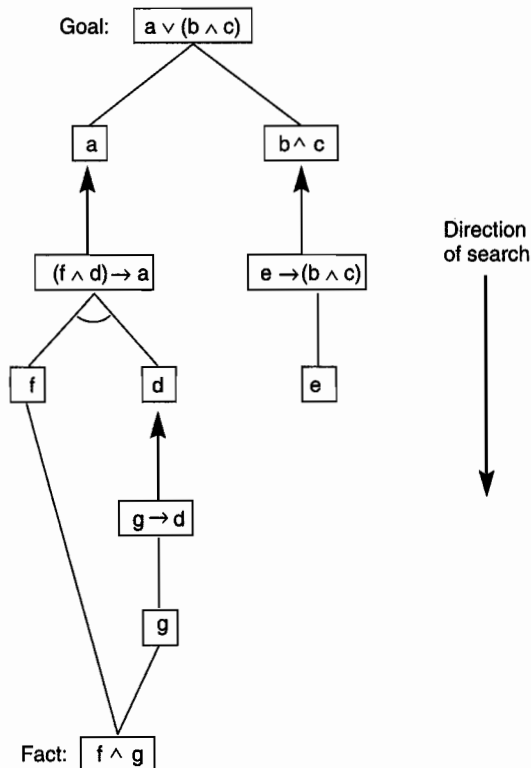 Goal: a ∨ (b ∧ c)
a
b ∧ c
(f ∧ d) → a
e → (b ∧ c)
Direction
of search
f
d
e
g → d
g
Fact: f ∧ g